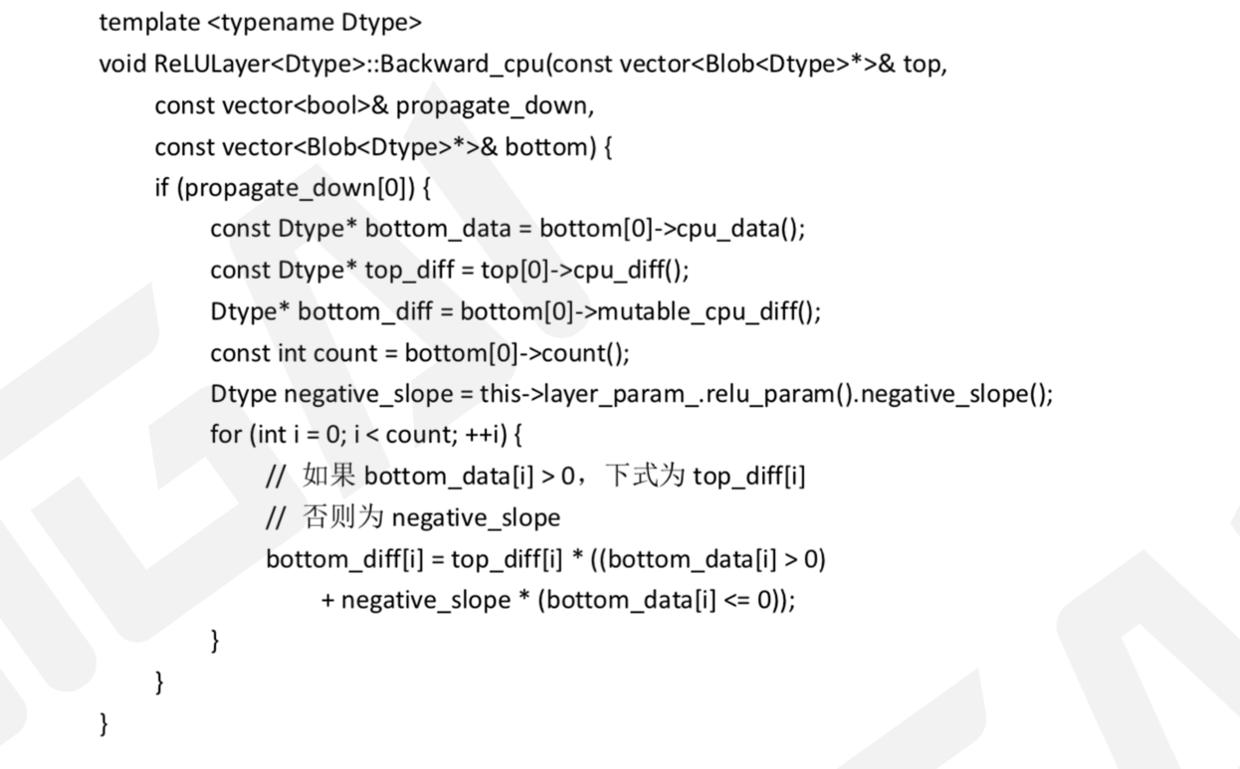 template <typename Dtype>
void ReLULayer<Dtype>::Backward_cpu(const vector<Blob<Dtype>*>& top,
const vector<bool>& propagate_down,
const vector<Blob<Dtype>*>& bottom) {
if (propagate_down[0]) {
const Dtype* bottom_data = bottom[0]->cpu_data();
const Dtype* top_diff = top[0]->cpu_diff();
Dtype* bottom_diff = bottom[0]->mutable_cpu_diff();
const int count = bottom[0]->count();
Dtype negative_slope = this->layer_param_.relu_param().negative_slope();
for (int i = 0; i < count; ++i) {
// 如果 bottom_data[i] > 0，下式为 top_diff[i]
// 否则为 negative_slope
bottom_diff[i] = top_diff[i] * ((bottom_data[i] > 0)
+ negative_slope * (bottom_data[i] <= 0));
}
}
}